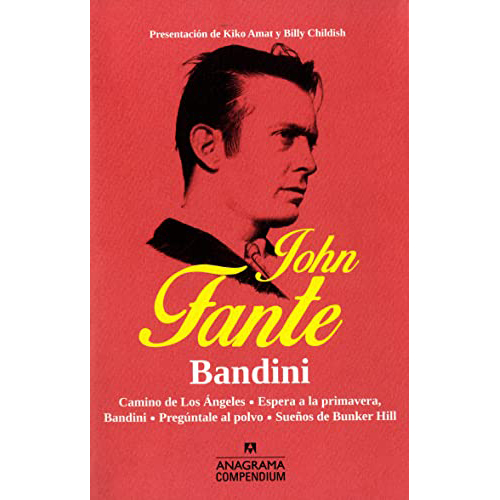 Presentación de Kiko Amat y Billy Childish
John
Fante
Bandini
Camino de Los Ángeles • Espera a la primavera,
Bandini • Pregúntale al polvo • Sueños de Bunker Hill
ANAGRAMA
COMPENDIUM